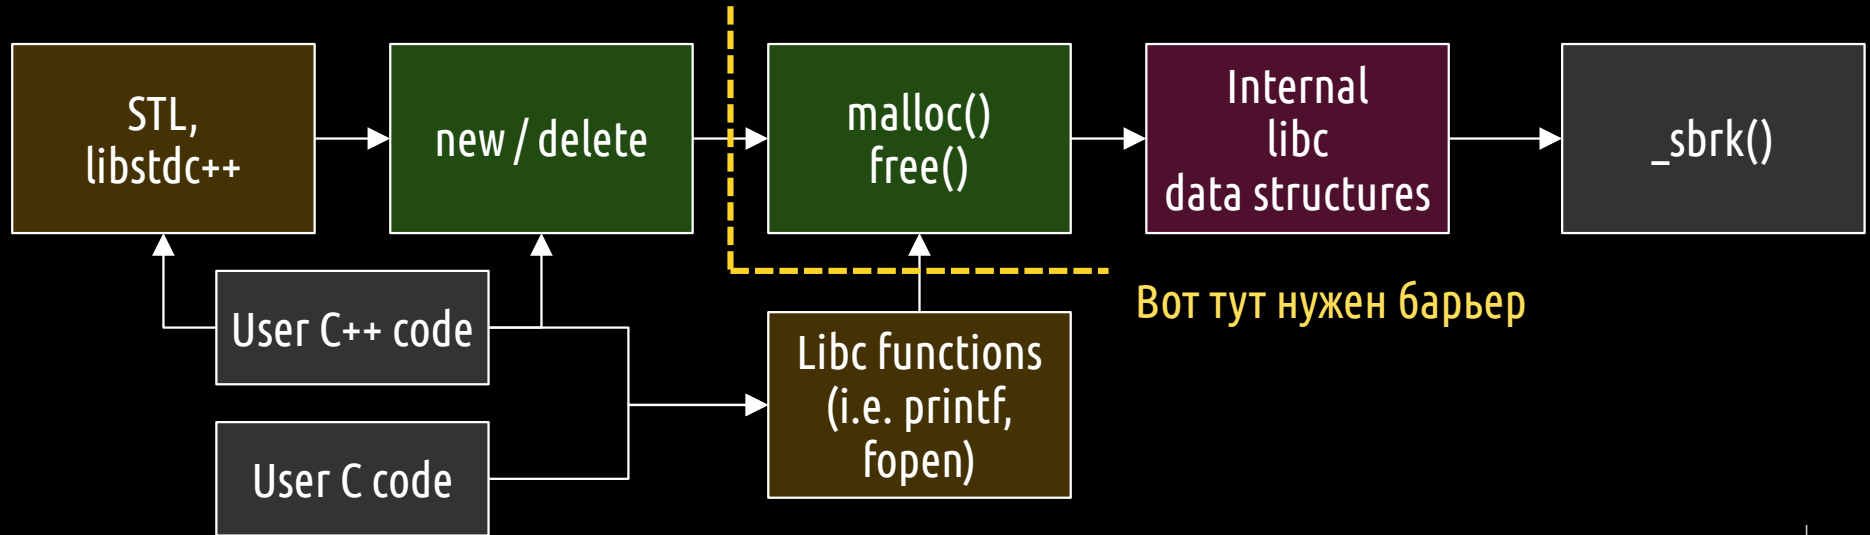 STL,
libstdc++
new / delete
malloc()
free()
Internal
libc
data structures
_sbrk()
User C++ code
Вот тут нужен барьер
Libc functions
(i.e. printf,
fopen)
User C code